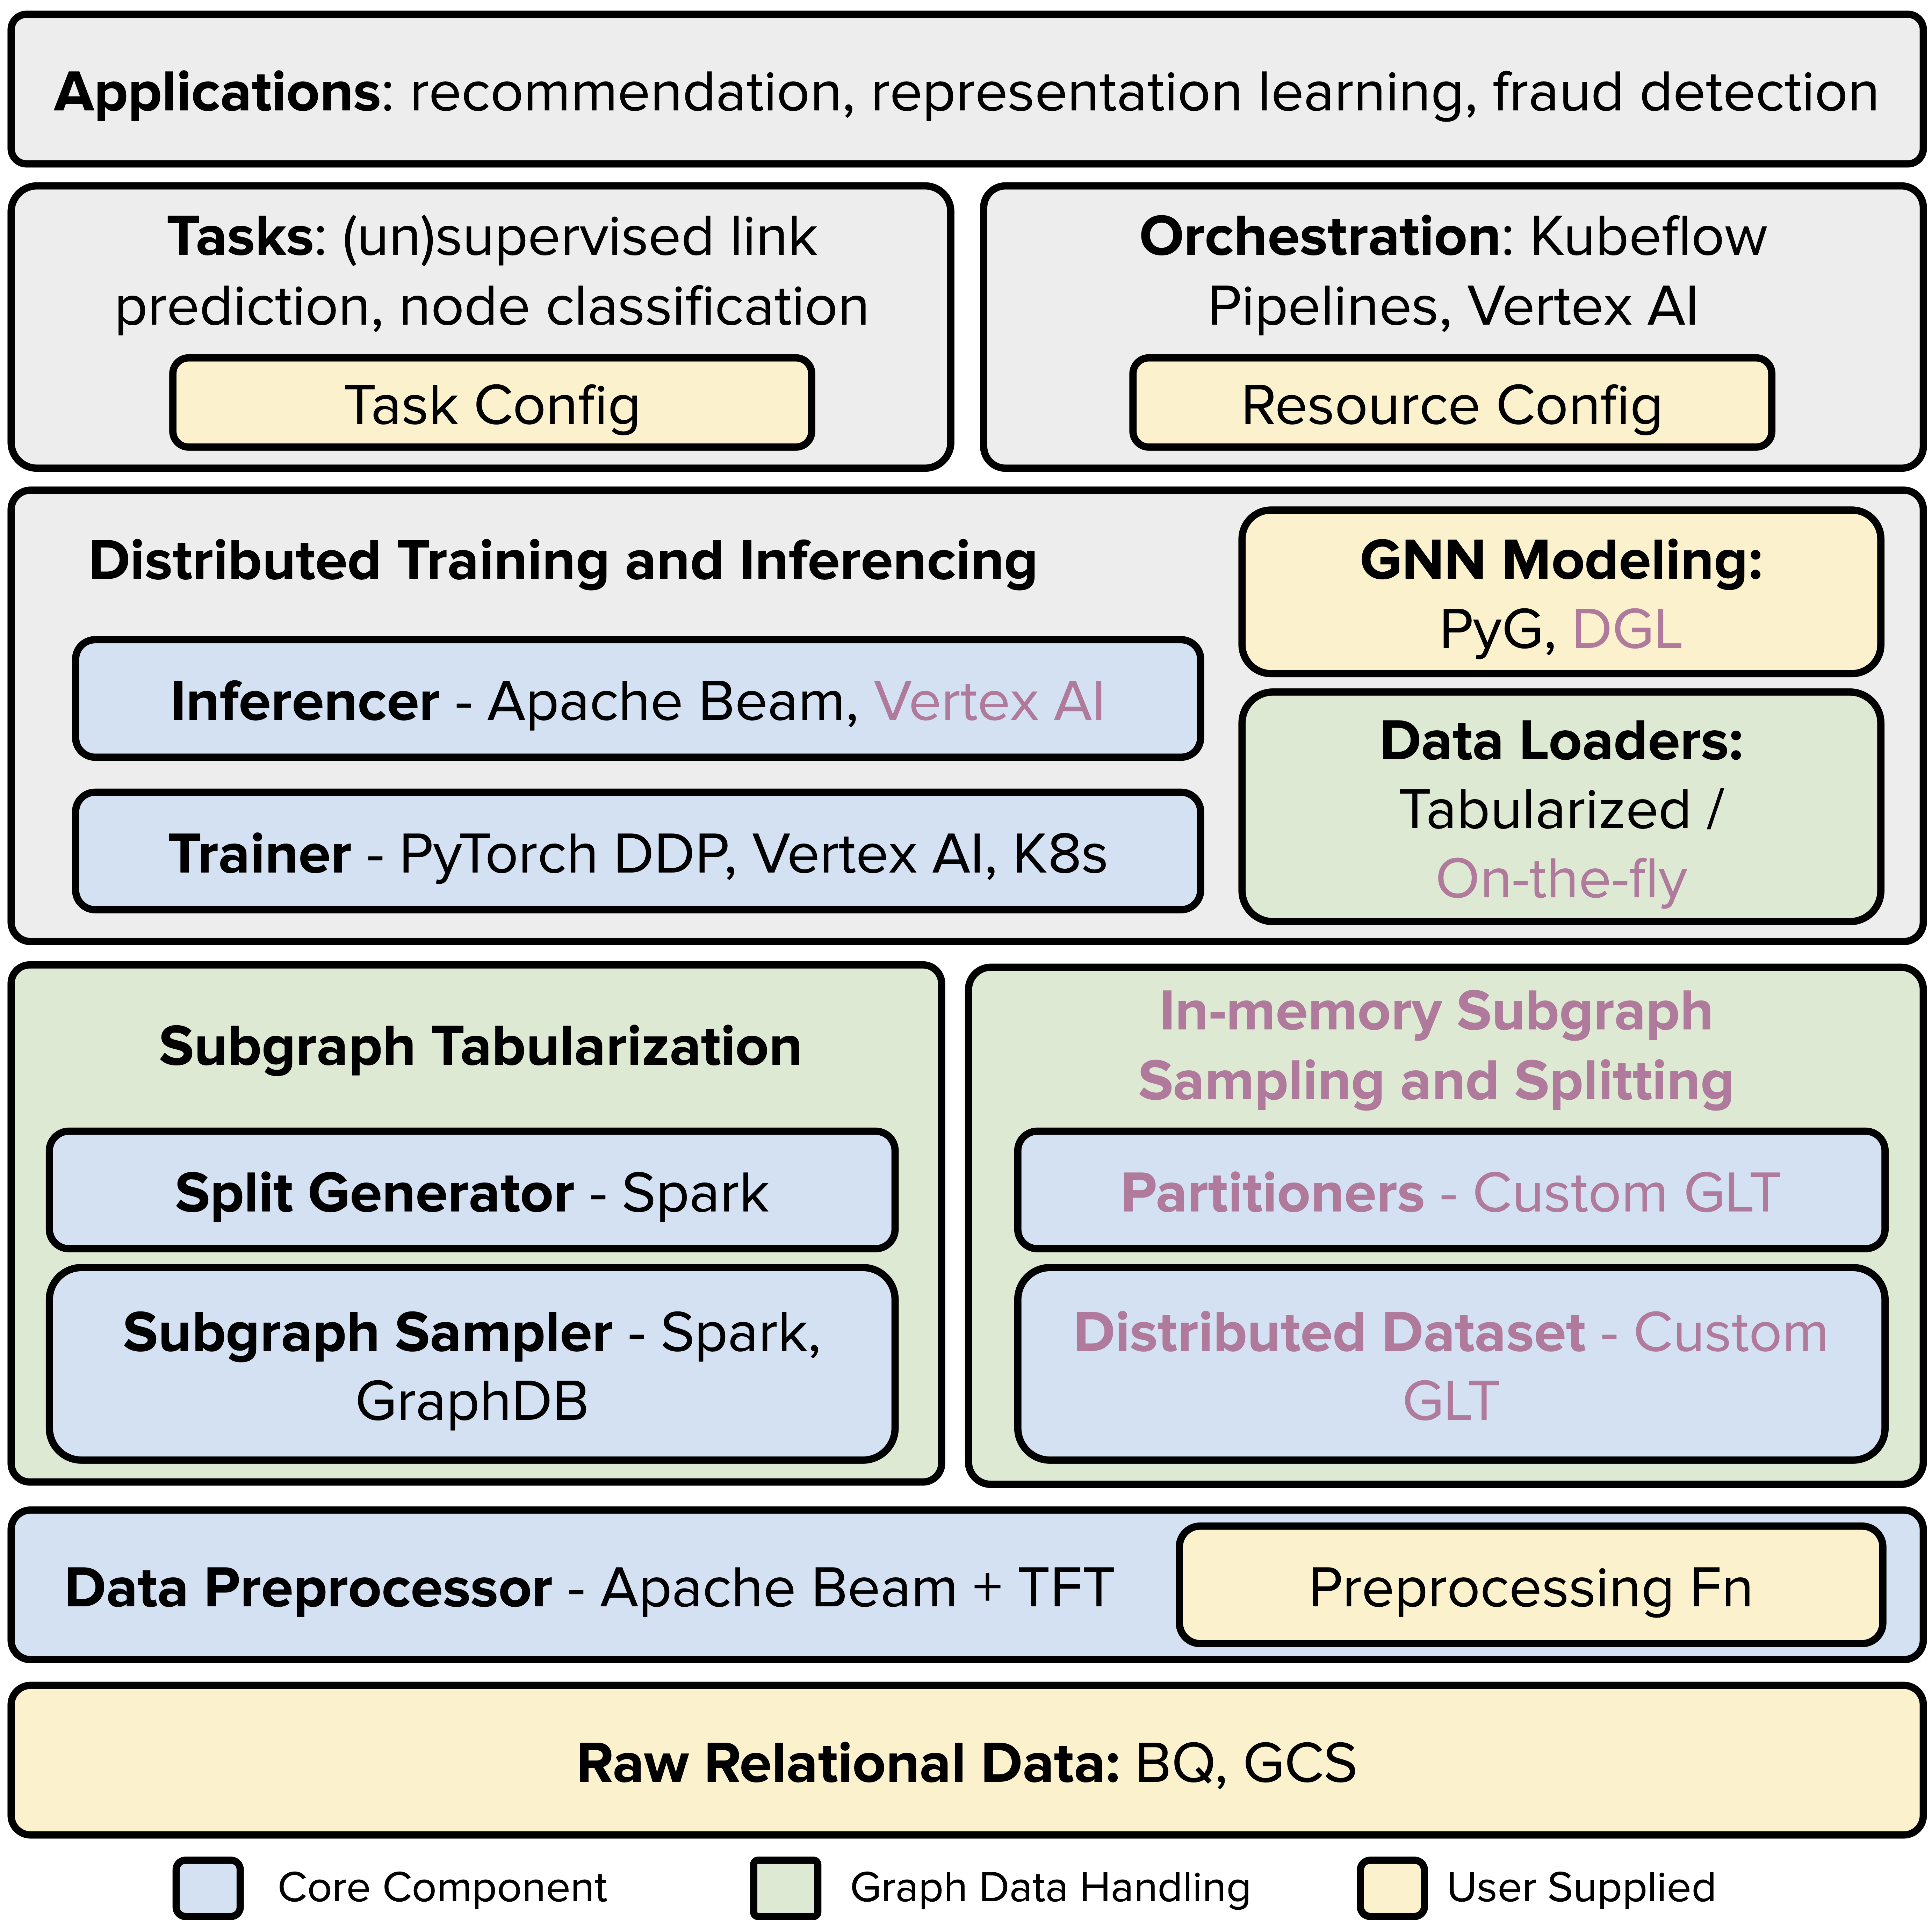 Applications: recommendation, representation learning, fraud detection
Tasks: (un)supervised link
prediction, node classification
Task Config
Orchestration: Kubeflow
Pipelines, Vertex AI
Resource Config
Distributed Training and Inferencing
Inferencer - Apache Beam, Vertex AI
Trainer - PyTorch DDP, Vertex AI, K8s
GNN Modeling:
PyG, DGL
Data Loaders:
Tabularized /
On-the-fly
Subgraph Tabularization
Split Generator - Spark
Subgraph Sampler - Spark,
GraphDB
In-memory Subgraph
Sampling and Splitting
Partitioners - Custom GLT
Distributed Dataset - Custom
GLT
Data Preprocessor - Apache Beam + TFT
Preprocessing Fn
Raw Relational Data: BQ, GCS
Core Component
Graph Data Handling
User Supplied